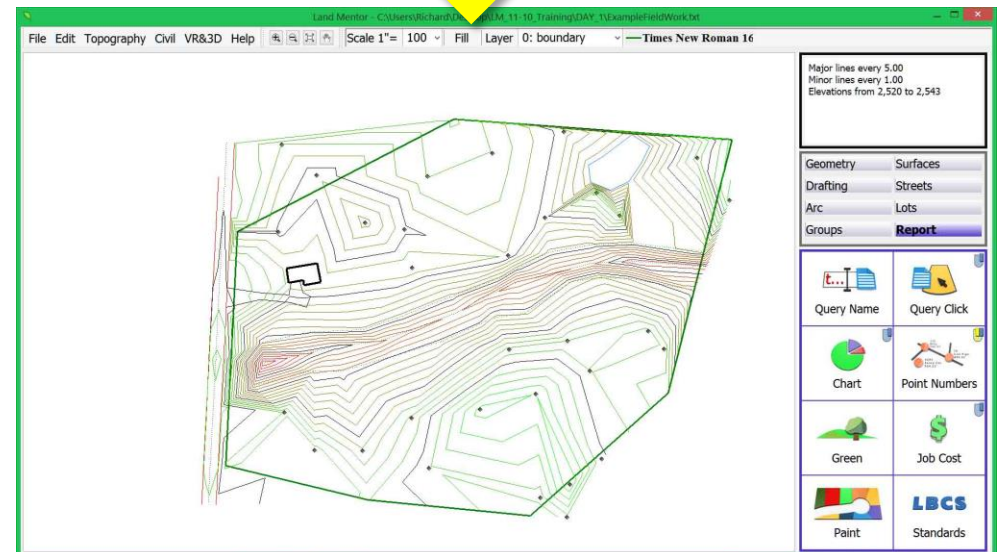 Land Mentor - C:\Users\Richard\Desktop\LM_11-10_Training\DAY_1\ExampleFieldWork.txt
File Edit Topography Civil VR&3D Help Scale 1"= 100 Fill Layer 0: boundary Times New Roman 16
Major lines every 5.00
Minor lines every 1.00
Elevations from 2,520 to 2,543
Geometry Surfaces
Drafting Streets
Arc Lots
Groups Report
t...
Query Name Query Click
Chart Point Numbers
Green Job Cost
LBCS
Paint Standards